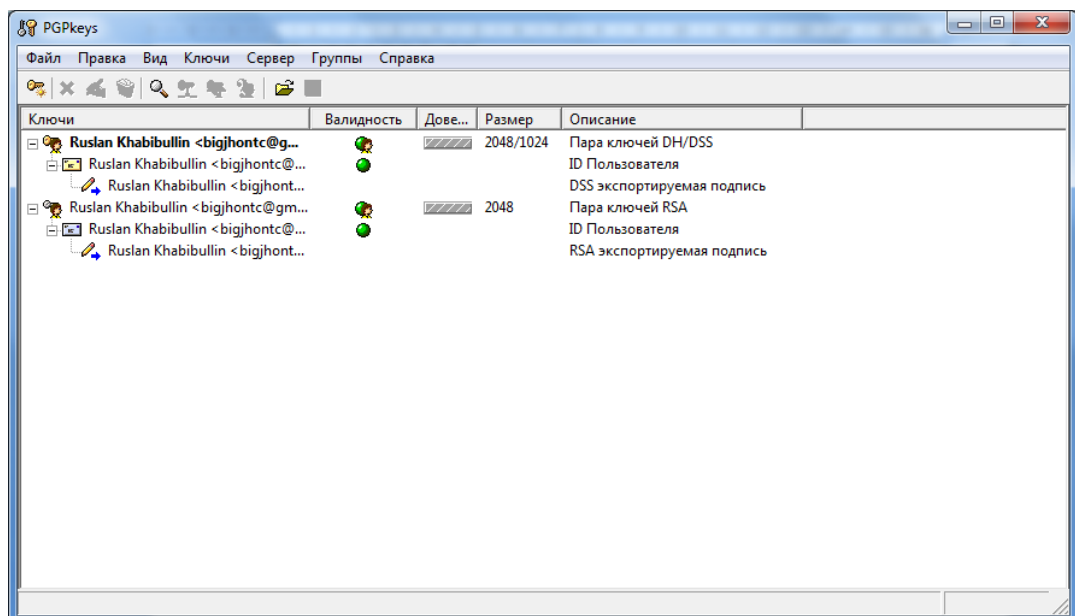 PGPkeys
Файл Правка Вид Ключи Сервер Группы Справка
Ключи Валидность Дове... Размер Описание
Ruslan Khabibullin <bigjhontc@g... 2048/1024 Пара ключей DH/DSS
Ruslan Khabibullin <bigjhontc@... ID Пользователя
Ruslan Khabibullin <bigjhont... DSS экспортируемая подпись
Ruslan Khabibullin <bigjhontc@gm... 2048 Пара ключей RSA
Ruslan Khabibullin <bigjhontc@... ID Пользователя
Ruslan Khabibullin <bigjhont... RSA экспортируемая подпись